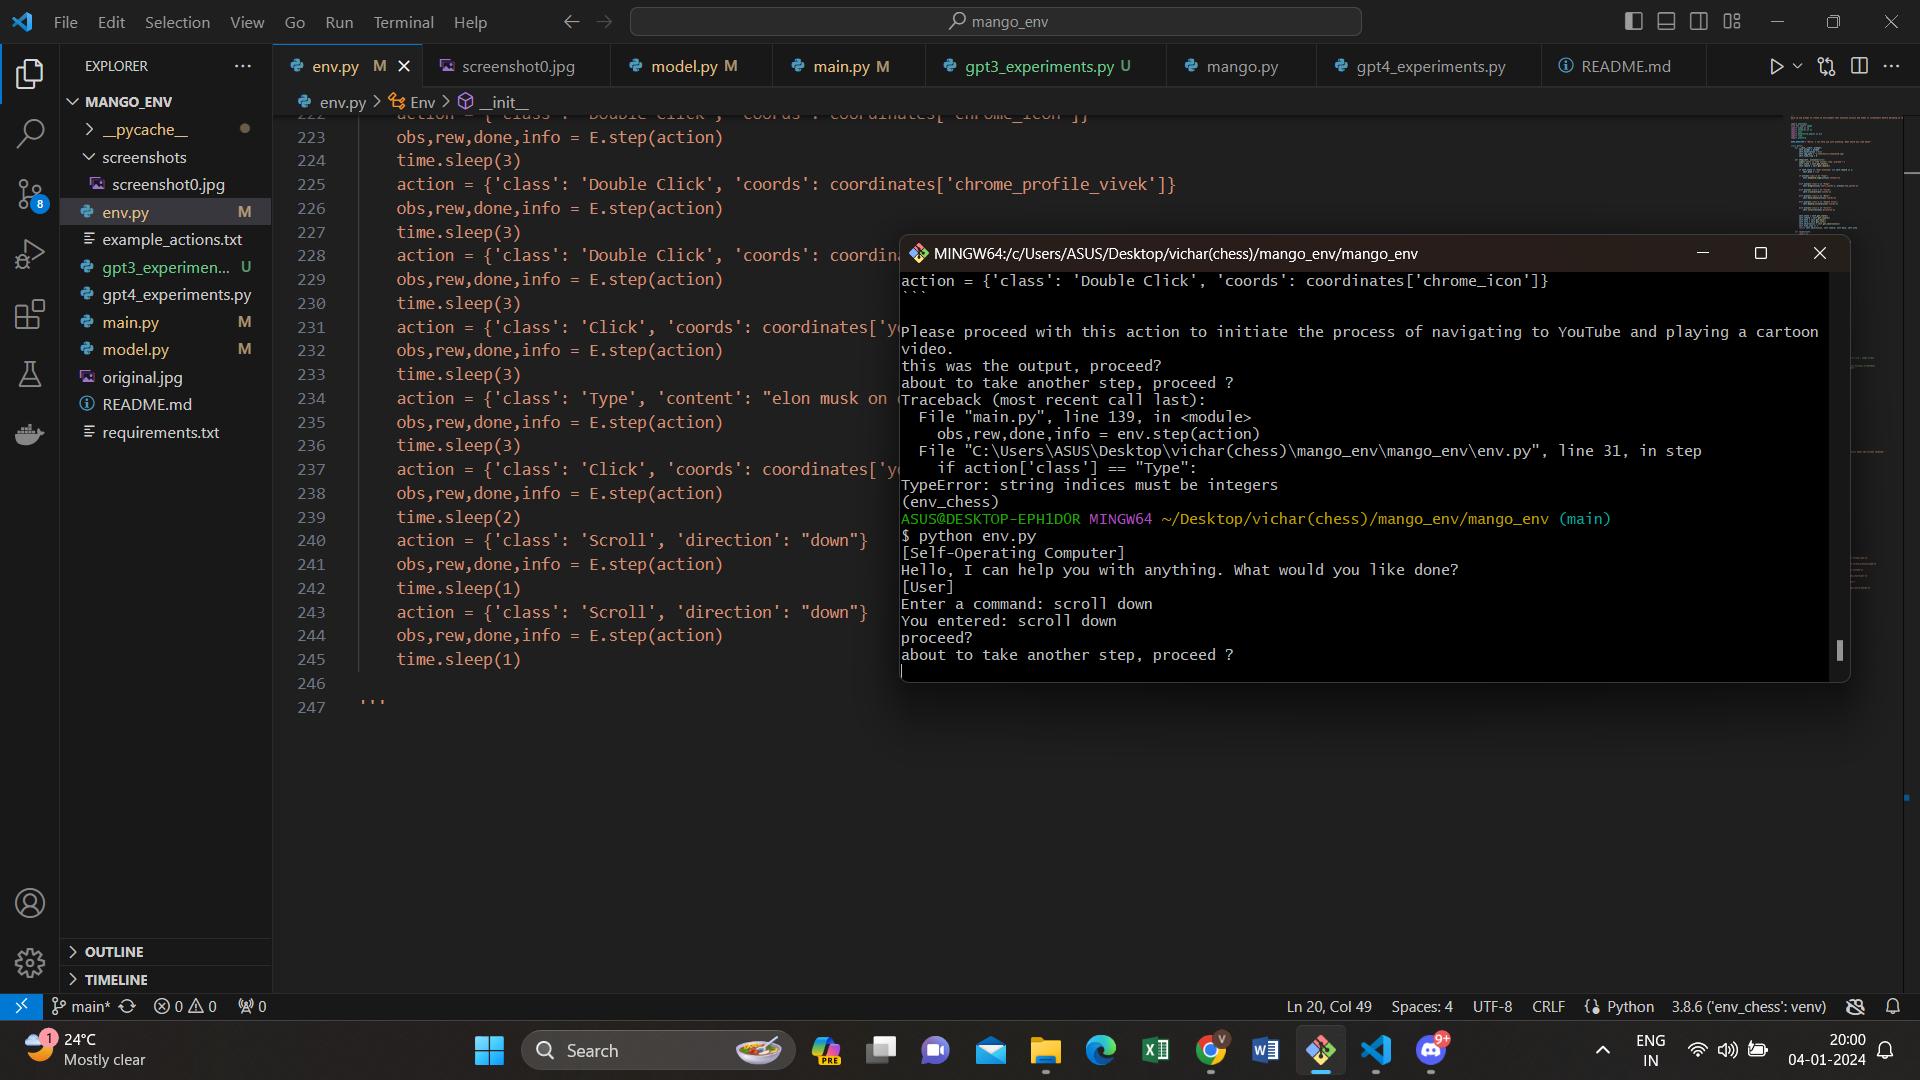 File Edit Selection View Go Run Terminal Help
mango_env
EXPLORER
MANGO_ENV
__pycache__
screenshots
screenshot0.jpg
env.py M
example_actions.txt
gpt3_experimen... U
gpt4_experiments.py
main.py M
model.py M
original.jpg
README.md
requirements.txt
OUTLINE
TIMELINE
8
env.py M
screenshot0.jpg
model.py M
main.py M
gpt3_experiments.py U
mango.py
gpt4_experiments.py
README.md
env.py > Env > __init__
222 action = {'class': 'Double Click', 'coords': coordinates['chrome_icon']}
223 obs,rew,done,info = E.step(action)
224 time.sleep(3)
225 action = {'class': 'Double Click', 'coords': coordinates['chrome_profile_vivek']}
226 obs,rew,done,info = E.step(action)
227 time.sleep(3)
228 action = {'class': 'Double Click', 'coords': coordin
229 obs,rew,done,info = E.step(action)
230 time.sleep(3)
231 action = {'class': 'Click', 'coords': coordinates['y
232 obs,rew,done,info = E.step(action)
233 time.sleep(3)
234 action = {'class': 'Type', 'content': "elon musk on
235 obs,rew,done,info = E.step(action)
236 time.sleep(3)
237 action = {'class': 'Click', 'coords': coordinates['y
238 obs,rew,done,info = E.step(action)
239 time.sleep(2)
240 action = {'class': 'Scroll', 'direction': "down"}
241 obs,rew,done,info = E.step(action)
242 time.sleep(1)
243 action = {'class': 'Scroll', 'direction': "down"}
244 obs,rew,done,info = E.step(action)
245 time.sleep(1)
246
247 '''
MINGW64:/c/Users/ASUS/Desktop/vichar(chess)/mango_env/mango_env
action = {'class': 'Double Click', 'coords': coordinates['chrome_icon']}
```
Please proceed with this action to initiate the process of navigating to YouTube and playing a cartoon
video.
this was the output, proceed?
about to take another step, proceed ?
Traceback (most recent call last):
File "main.py", line 139, in <module>
obs,rew,done,info = env.step(action)
File "C:\Users\ASUS\Desktop\vichar(chess)\mango_env\mango_env\env.py", line 31, in step
if action['class'] == "Type":
TypeError: string indices must be integers
(env_chess)
ASUS@DESKTOP-EPH1D0R MINGW64 ~/Desktop/vichar(chess)/mango_env/mango_env (main)
$ python env.py
[Self-Operating Computer]
Hello, I can help you with anything. What would you like done?
[User]
Enter a command: scroll down
You entered: scroll down
proceed?
about to take another step, proceed ?
main* 0 0 0
Ln 20, Col 49 Spaces: 4 UTF-8 CRLF Python 3.8.6 ('env_chess': venv)
1
24°C
Mostly clear
Search
PRE
V
9+
ENG
IN
20:00
04-01-2024